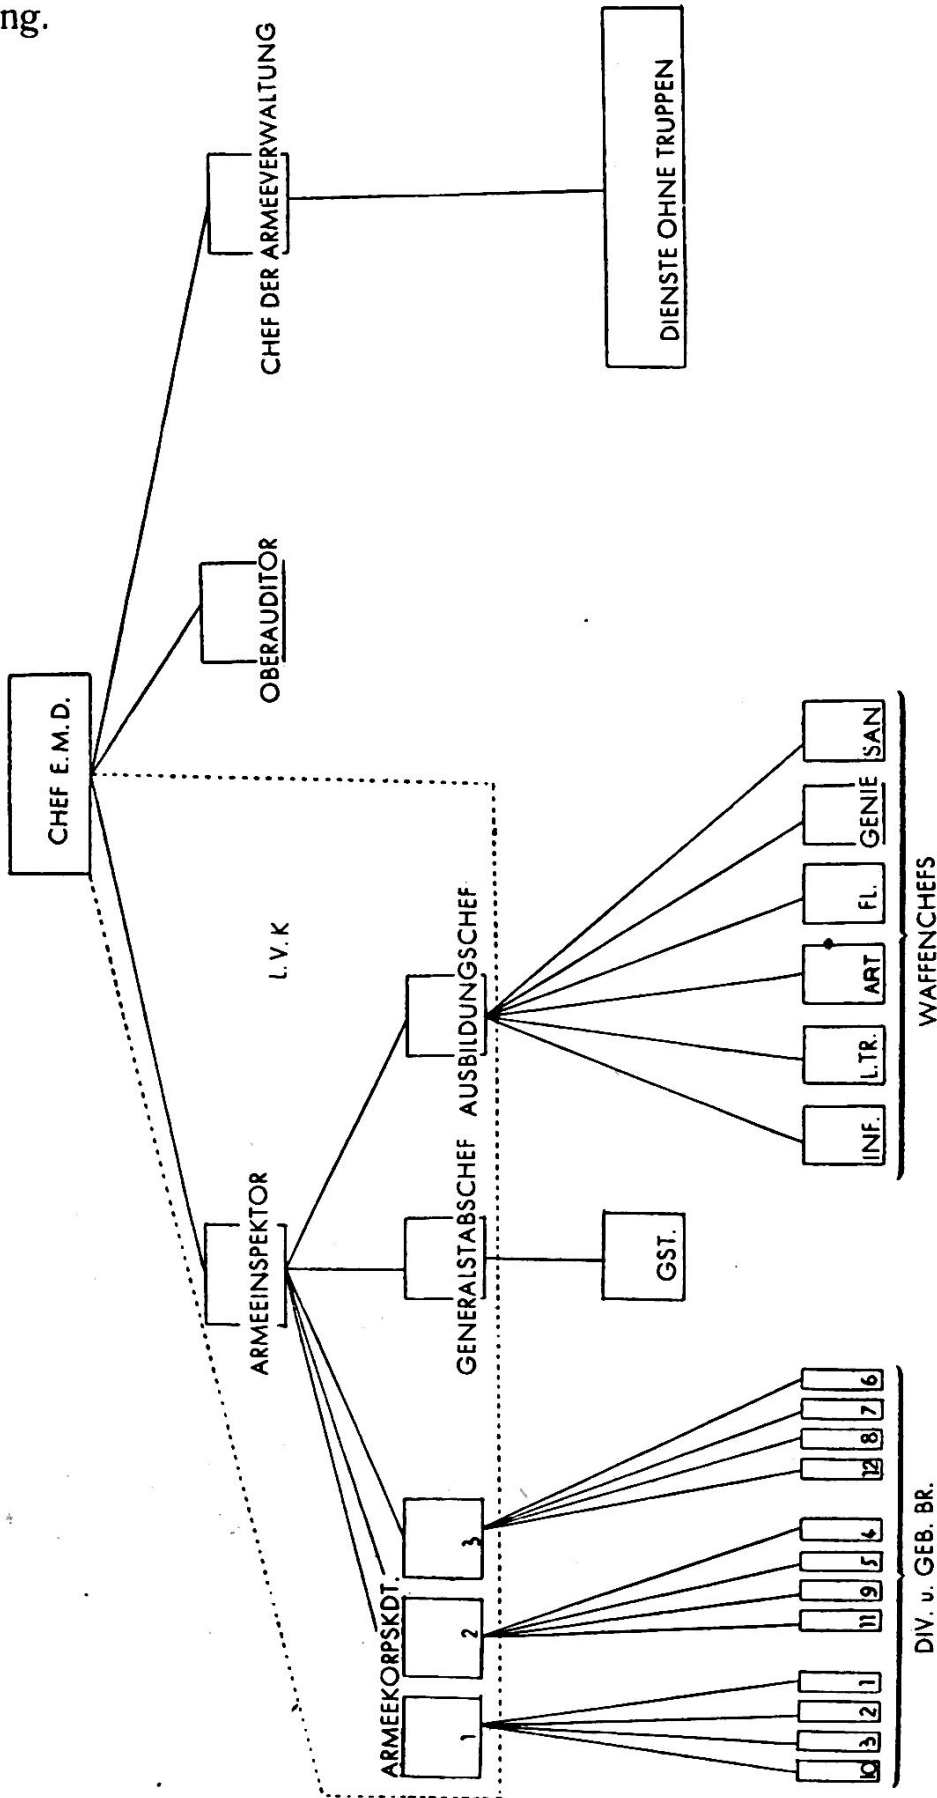 ng.
CHEF E.M.D.
ARMEEINSPEKTOR
L.V.K
OBERAUDITOR
CHEF DER ARMEEVERWALTUNG
ARMEEKORPSKDT.
1
2
3
GENERALSTABSCHEF
AUSBILDUNGSCHEF
GST.
DIENSTE OHNE TRUPPEN
10
3
2
1
11
9
5
4
12
8
7
6
INF.
L.TR.
ART
FL.
GENIE
SAN
DIV. u. GEB. BR.
WAFFENCHEFS